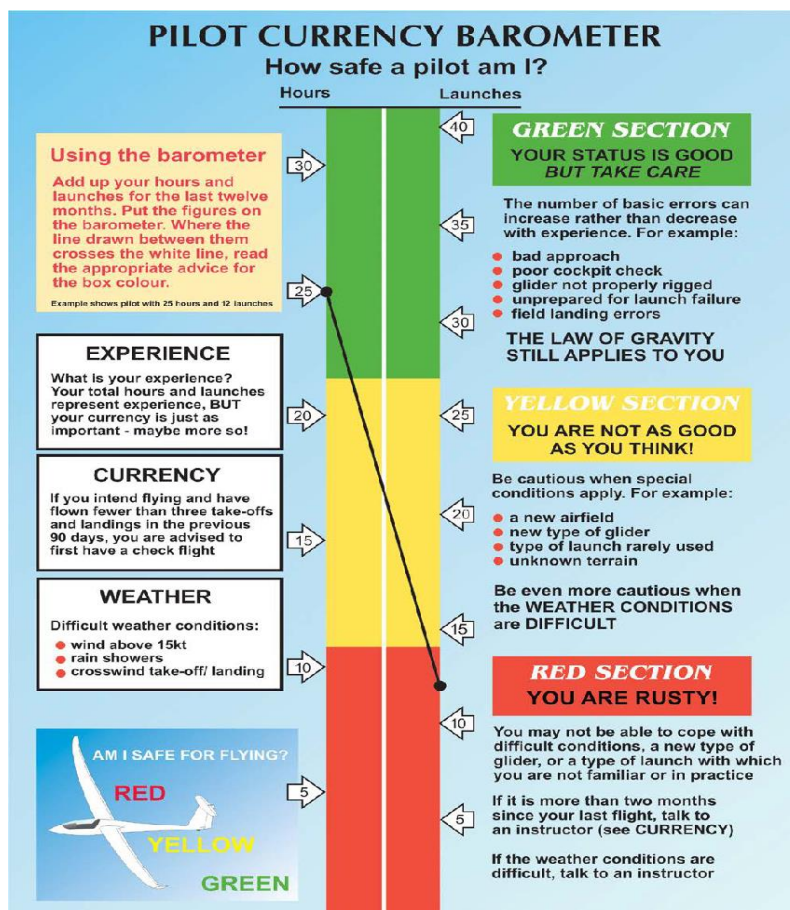 PILOT CURRENCY BAROMETER
How safe a pilot am I?
Hours
Launches
Using the barometer
Add up your hours and
launches for the last twelve
months. Put the figures on
the barometer. Where the
line drawn between them
crosses the white line, read
the appropriate advice for
the box colour.
Example shows pilot with 25 hours and 12 launches
EXPERIENCE
What is your experience?
Your total hours and launches
represent experience, BUT
your currency is just as
important - maybe more so!
CURRENCY
If you intend flying and have
flown fewer than three take-offs
and landings in the previous
90 days, you are advised to
first have a check flight
WEATHER
Difficult weather conditions:
wind above 15kt
rain showers
crosswind take-off/ landing
AM I SAFE FOR FLYING?
RED
YELLOW
GREEN
30
25
20
15
10
5
40
35
30
25
20
15
10
5
GREEN SECTION
YOUR STATUS IS GOOD
BUT TAKE CARE
The number of basic errors can
increase rather than decrease
with experience. For example:
bad approach
poor cockpit check
glider not properly rigged
unprepared for launch failure
field landing errors
THE LAW OF GRAVITY
STILL APPLIES TO YOU
YELLOW SECTION
YOU ARE NOT AS GOOD
AS YOU THINK!
Be cautious when special
conditions apply. For example:
a new airfield
new type of glider
type of launch rarely used
unknown terrain
Be even more cautious when
the WEATHER CONDITIONS
are DIFFICULT
RED SECTION
YOU ARE RUSTY!
You may not be able to cope with
difficult conditions, a new type of
glider, or a type of launch with which
you are not familiar or in practice
If it is more than two months
since your last flight, talk to
an instructor (see CURRENCY)
If the weather conditions are
difficult, talk to an instructor